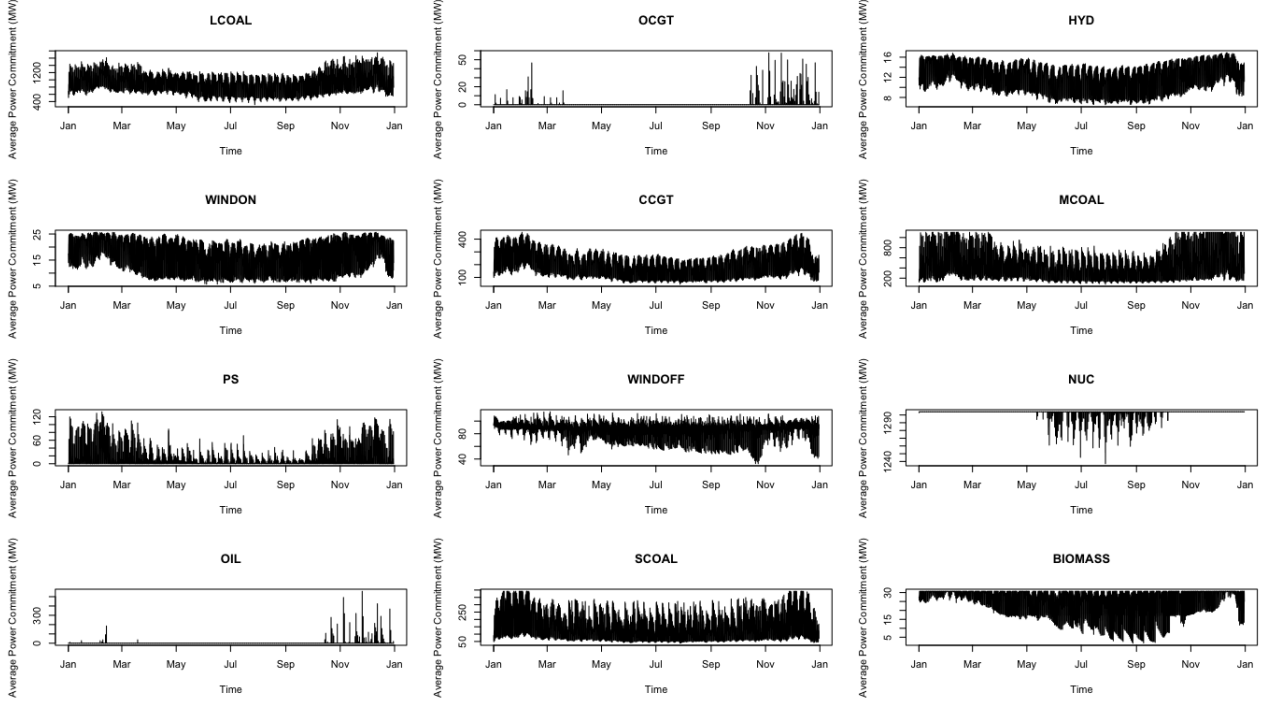 LCOAL
Average Power Commitment (MW)
400 1200
Jan Mar May Jul Sep Nov Jan
Time
OCGT
Average Power Commitment (MW)
0 20 50
Jan Mar May Jul Sep Nov Jan
Time
HYD
Average Power Commitment (MW)
8 12 16
Jan Mar May Jul Sep Nov Jan
Time
WINDON
Average Power Commitment (MW)
5 15 25
Jan Mar May Jul Sep Nov Jan
Time
CCGT
Average Power Commitment (MW)
100 400
Jan Mar May Jul Sep Nov Jan
Time
MCOAL
Average Power Commitment (MW)
200 800
Jan Mar May Jul Sep Nov Jan
Time
PS
Average Power Commitment (MW)
0 60 120
Jan Mar May Jul Sep Nov Jan
Time
WINDOFF
Average Power Commitment (MW)
40 80
Jan Mar May Jul Sep Nov Jan
Time
NUC
Average Power Commitment (MW)
1240 1290
Jan Mar May Jul Sep Nov Jan
Time
OIL
Average Power Commitment (MW)
0 300
Jan Mar May Jul Sep Nov Jan
Time
SCOAL
Average Power Commitment (MW)
50 250
Jan Mar May Jul Sep Nov Jan
Time
BIOMASS
Average Power Commitment (MW)
5 15 30
Jan Mar May Jul Sep Nov Jan
Time